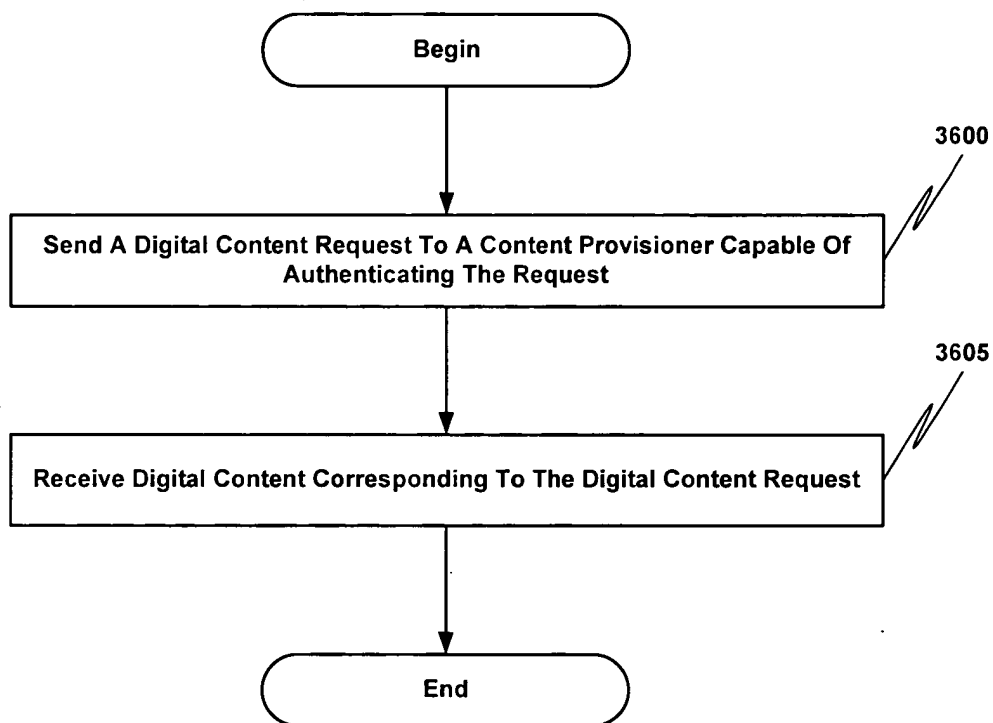 Begin
3600
Send A Digital Content Request To A Content Provisioner Capable Of
Authenticating The Request
3605
Receive Digital Content Corresponding To The Digital Content Request
End